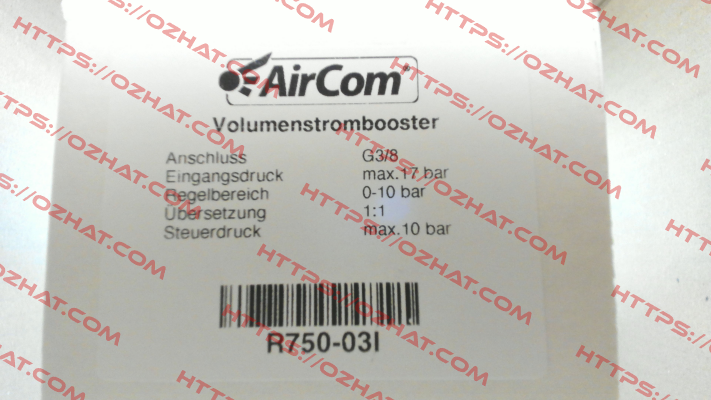 AirCom
Volumenstrombooster
Anschluss G3/8
Eingangsdruck max.17 bar
Regelbereich 0-10 bar
Übersetzung 1:1
Steuerdruck max.10 bar
R750-03I
HTTPS://OZHAT.COM